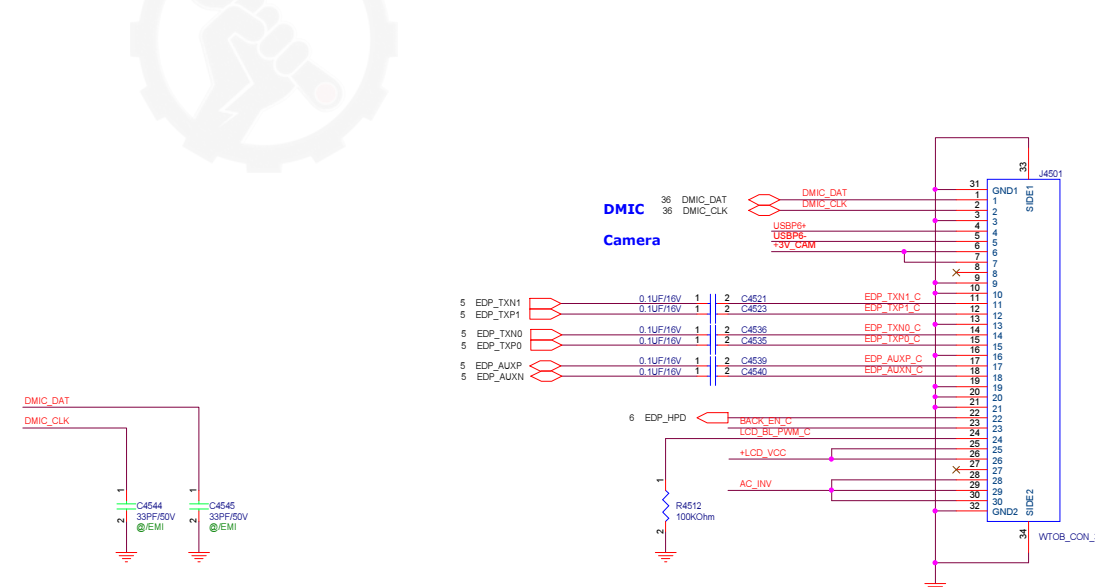 33
J4501
31
GND1
SIDE1
DMIC
36 DMIC_DAT
DMIC_DAT
1
1
36 DMIC_CLK
DMIC_CLK
2
2
3
3
Camera
USBP6+
4
4
USBP6-
5
5
+3V_CAM
6
6
7
7
8
8
9
9
10
10
5 EDP_TXN1
0.1UF/16V 1 2 C4521
EDP_TXN1_C
11
11
5 EDP_TXP1
0.1UF/16V 1 2 C4523
EDP_TXP1_C
12
12
13
13
5 EDP_TXN0
0.1UF/16V 1 2 C4536
EDP_TXN0_C
14
14
5 EDP_TXP0
0.1UF/16V 1 2 C4535
EDP_TXP0_C
15
15
16
16
5 EDP_AUXP
0.1UF/16V 1 2 C4539
EDP_AUXP_C
17
17
5 EDP_AUXN
0.1UF/16V 1 2 C4540
EDP_AUXN_C
18
18
19
19
20
20
21
21
6 EDP_HPD
22
22
BACK_EN_C
23
23
LCD_BL_PWM_C
24
24
25
25
+LCD_VCC
26
26
27
27
28
28
AC_INV
29
29
30
30
32
GND2
SIDE2
34
WTOB_CON_
1
R4512
100KOhm
2
DMIC_DAT
DMIC_CLK
1
C4544
33PF/50V
@/EMI
2
1
C4545
33PF/50V
@/EMI
2